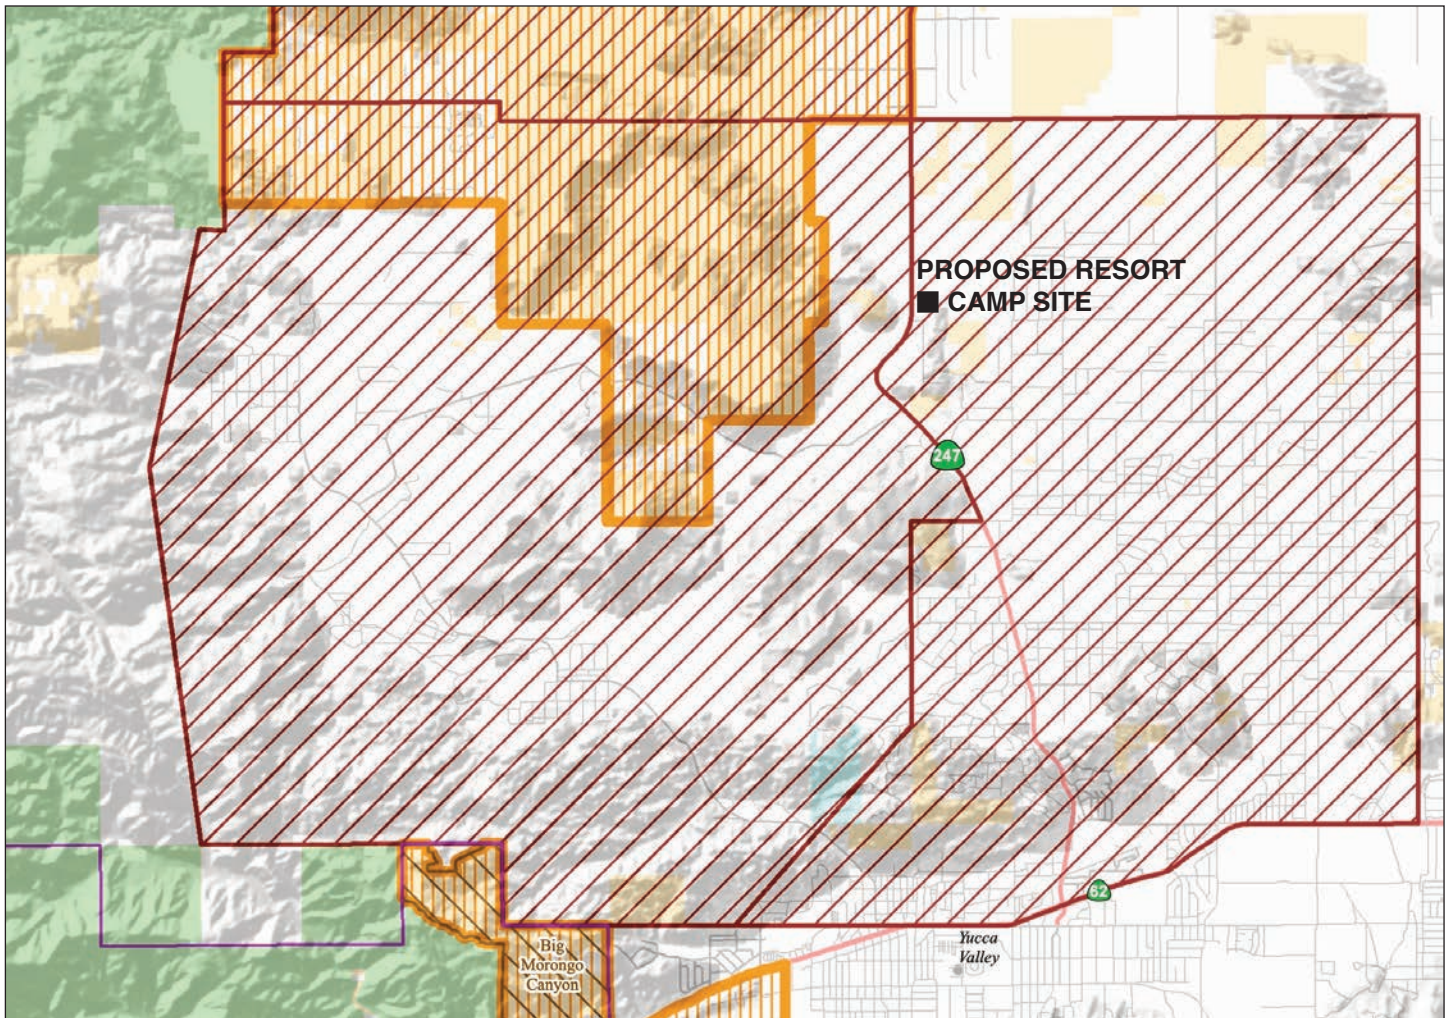 PROPOSED RESORT
■ CAMP SITE
247
62
Yucca
Valley
Big
Morongo
Canyon